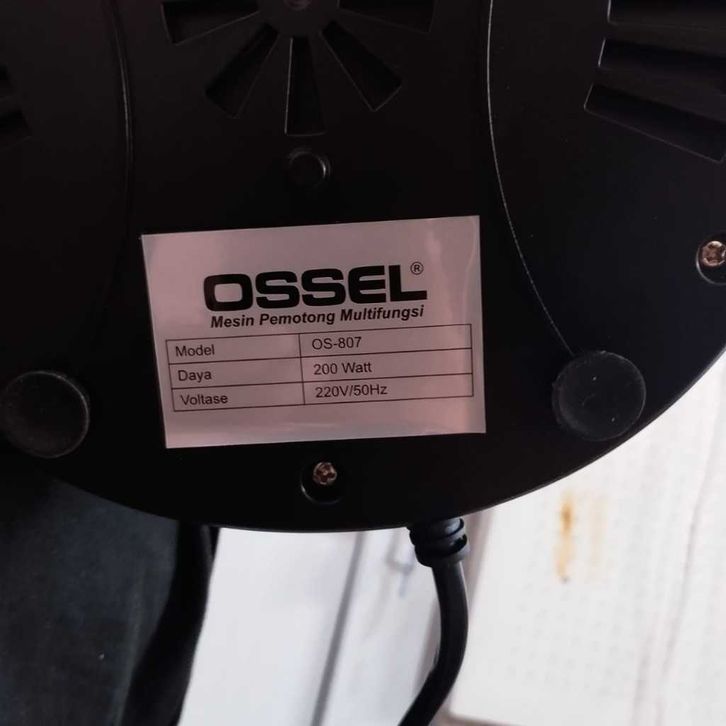 OSSEL®
Mesin Pemotong Multifungsi
Model OS-807
Daya 200 Watt
Voltase 220V/50Hz